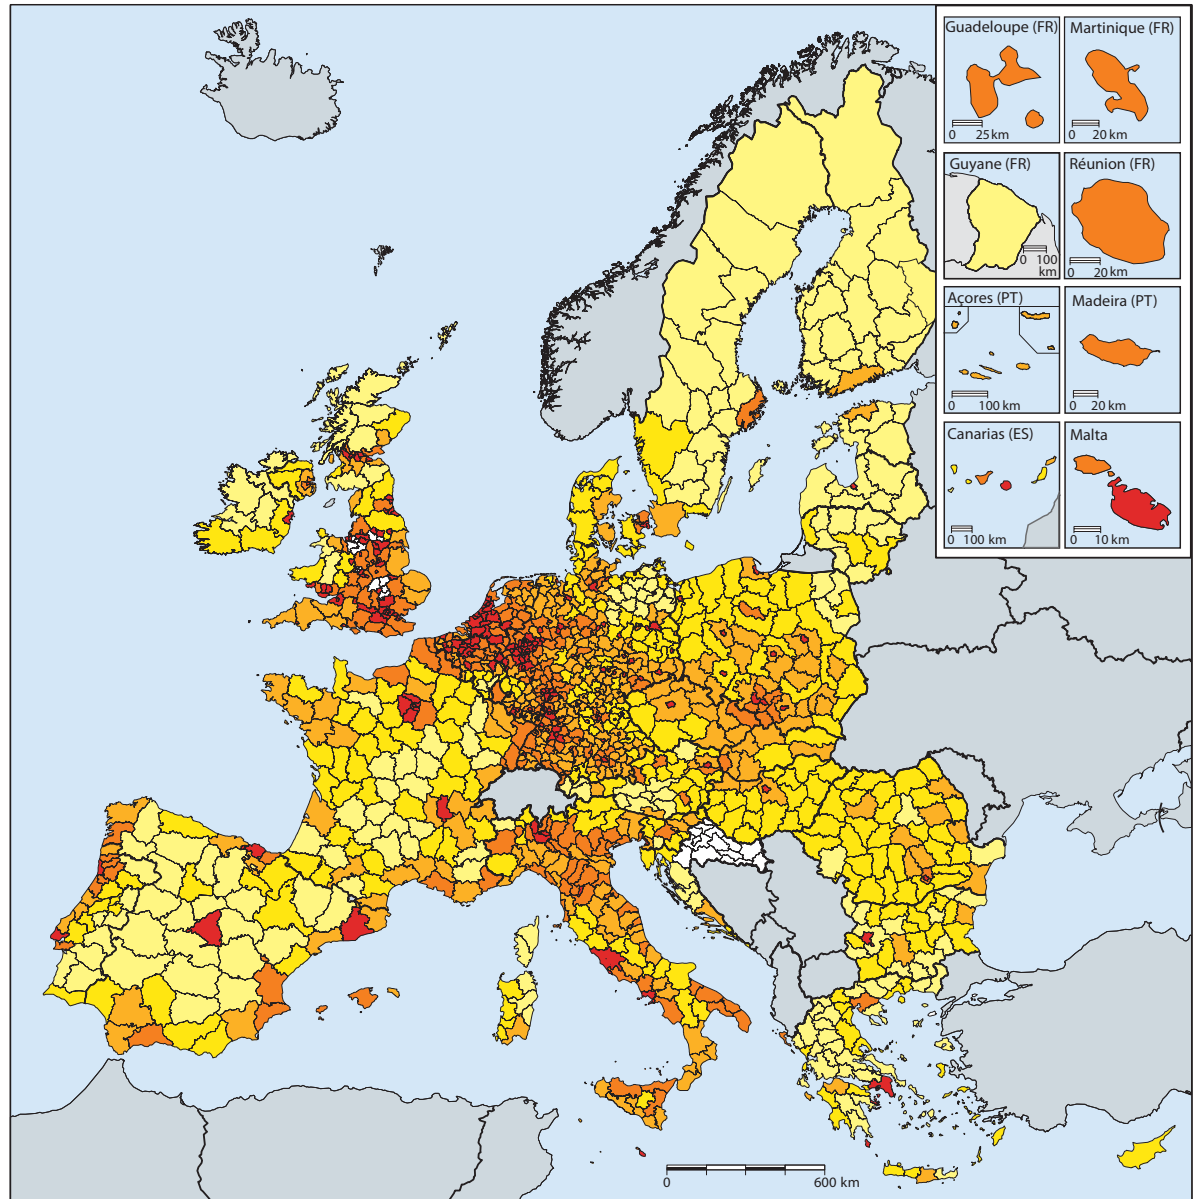 Guadeloupe (FR)
0 25 km
Martinique (FR)
0 20 km
Guyane (FR)
0 100
km
Réunion (FR)
0 20 km
Açores (PT)
0 100 km
Madeira (PT)
0 20 km
Canarias (ES)
0 100 km
Malta
0 10 km
0 600 km